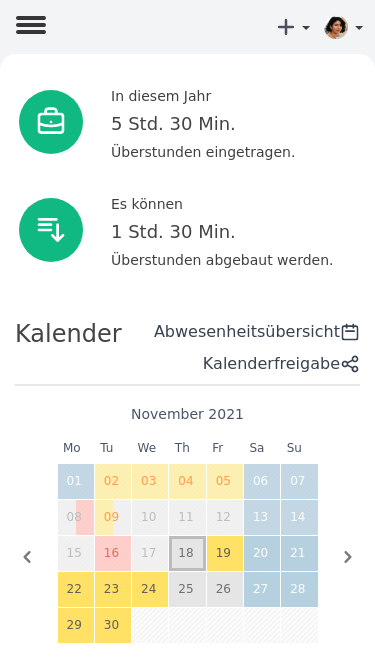 In diesem Jahr
5 Std. 30 Min.
Überstunden eingetragen.
Es können
1 Std. 30 Min.
Überstunden abgebaut werden.
Kalender
Abwesenheitsübersicht
Kalenderfreigabe
November 2021
Mo Tu We Th Fr Sa Su
01 02 03 04 05 06 07
08 09 10 11 12 13 14
15 16 17 18 19 20 21
22 23 24 25 26 27 28
29 30